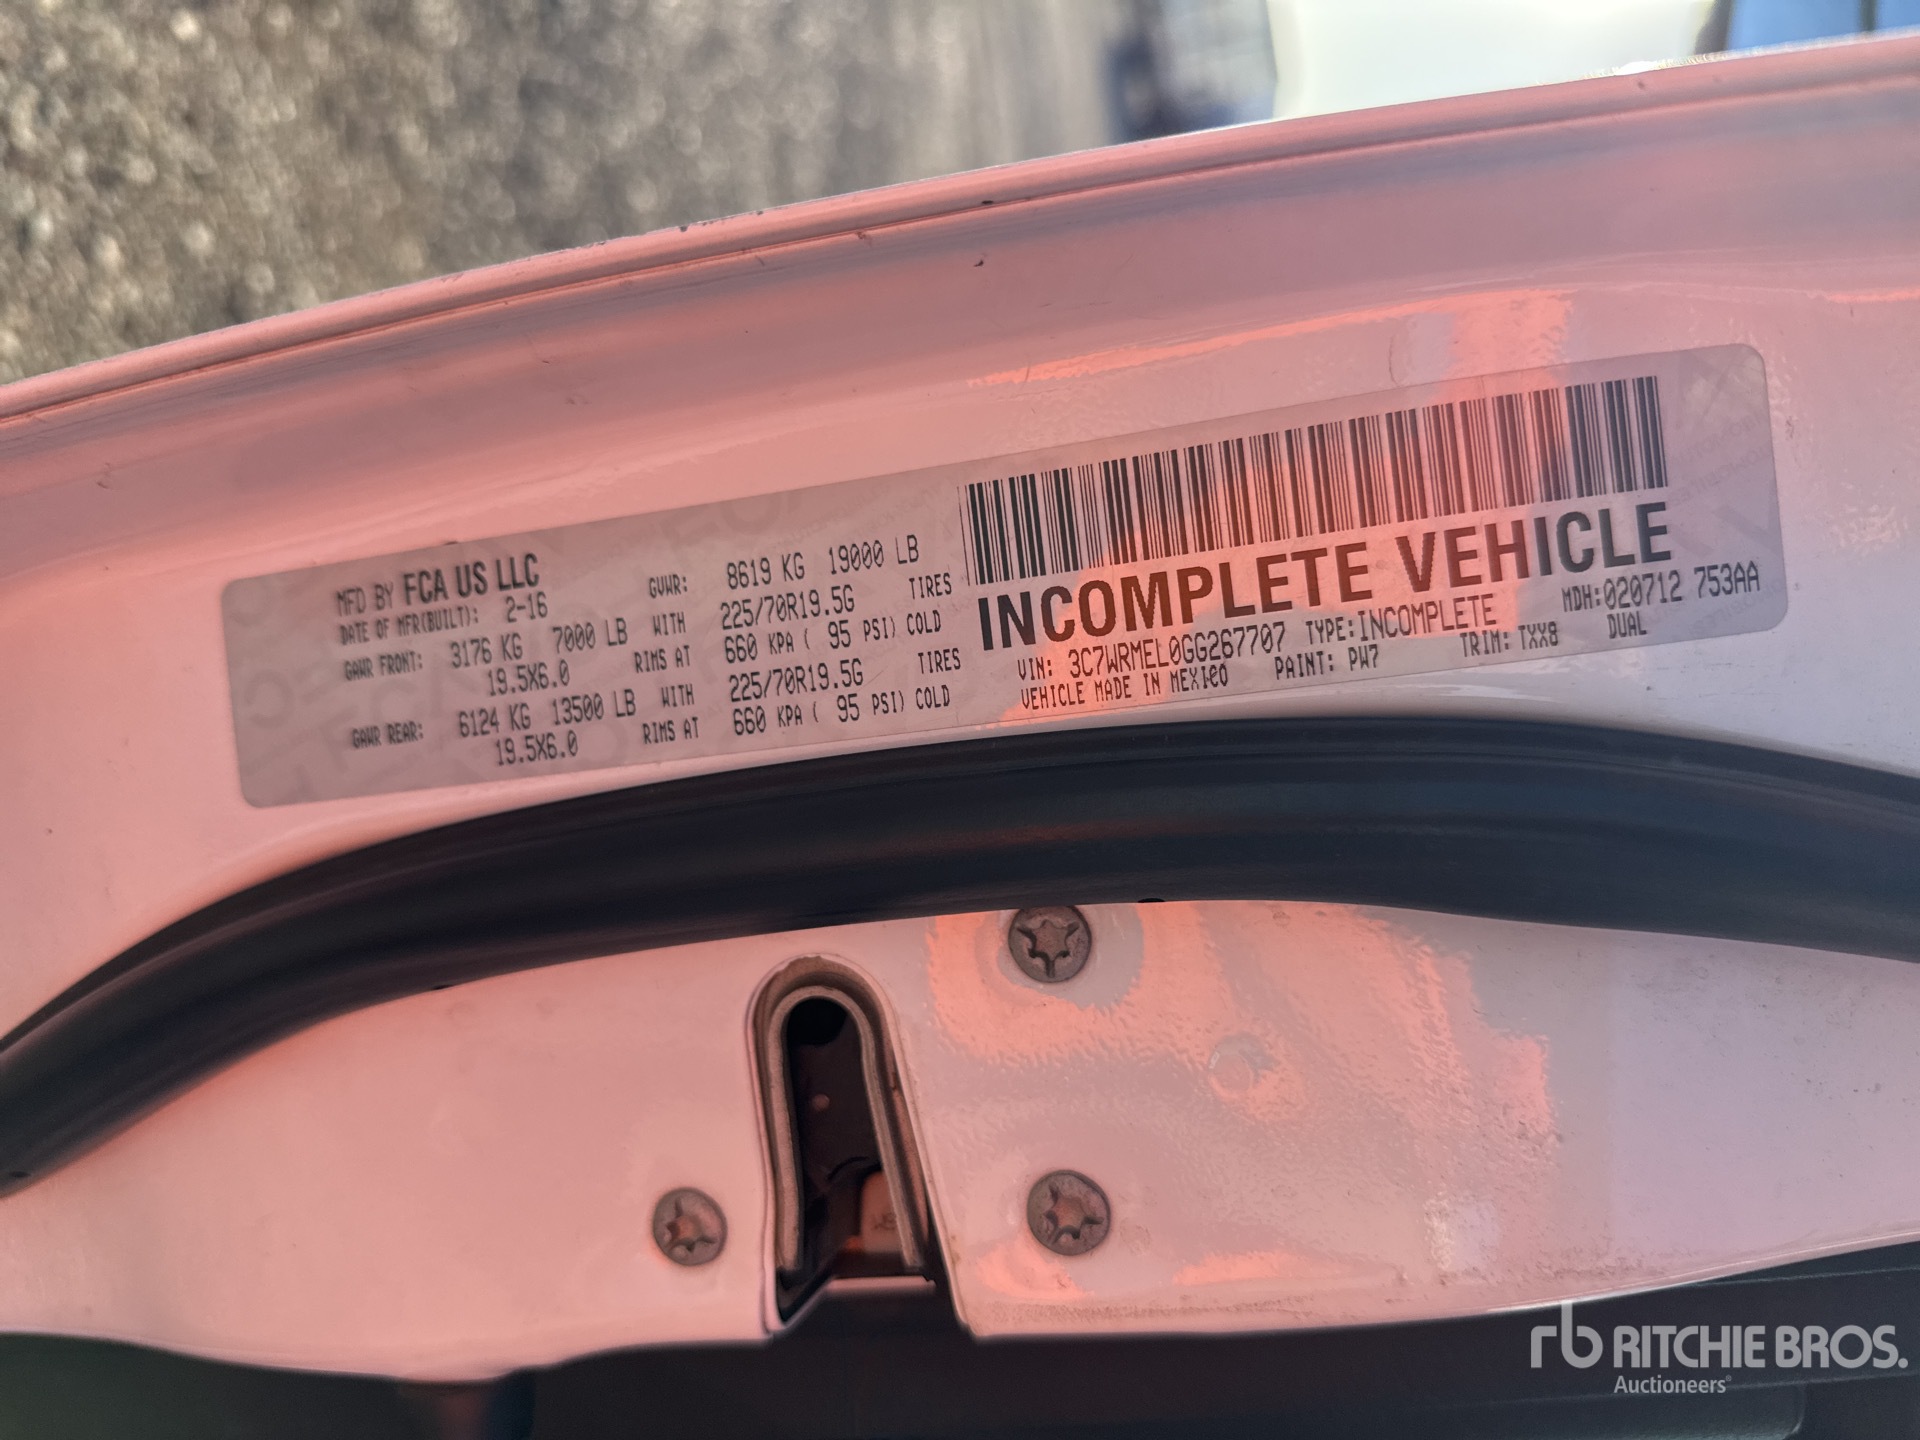 MFD BY FCA US LLC
DATE OF MFR(BUILT): 2-16 GVWR: 8619 KG 19000 LB
GAWR FRONT: 3176 KG 7000 LB WITH 225/70R19.5G TIRES
19.5X6.0 RIMS AT 660 KPA ( 95 PSI) COLD
GAWR REAR: 6124 KG 13500 LB WITH 225/70R19.5G TIRES
19.5X6.0 RIMS AT 660 KPA ( 95 PSI) COLD
INCOMPLETE VEHICLE
VIN: 3C7WRMEL0GG267707 TYPE:INCOMPLETE MDH:020712 753AA
VEHICLE MADE IN MEXICO PAINT: PW7 TRIM: TXX8 DUAL
rb RITCHIE BROS.
Auctioneers